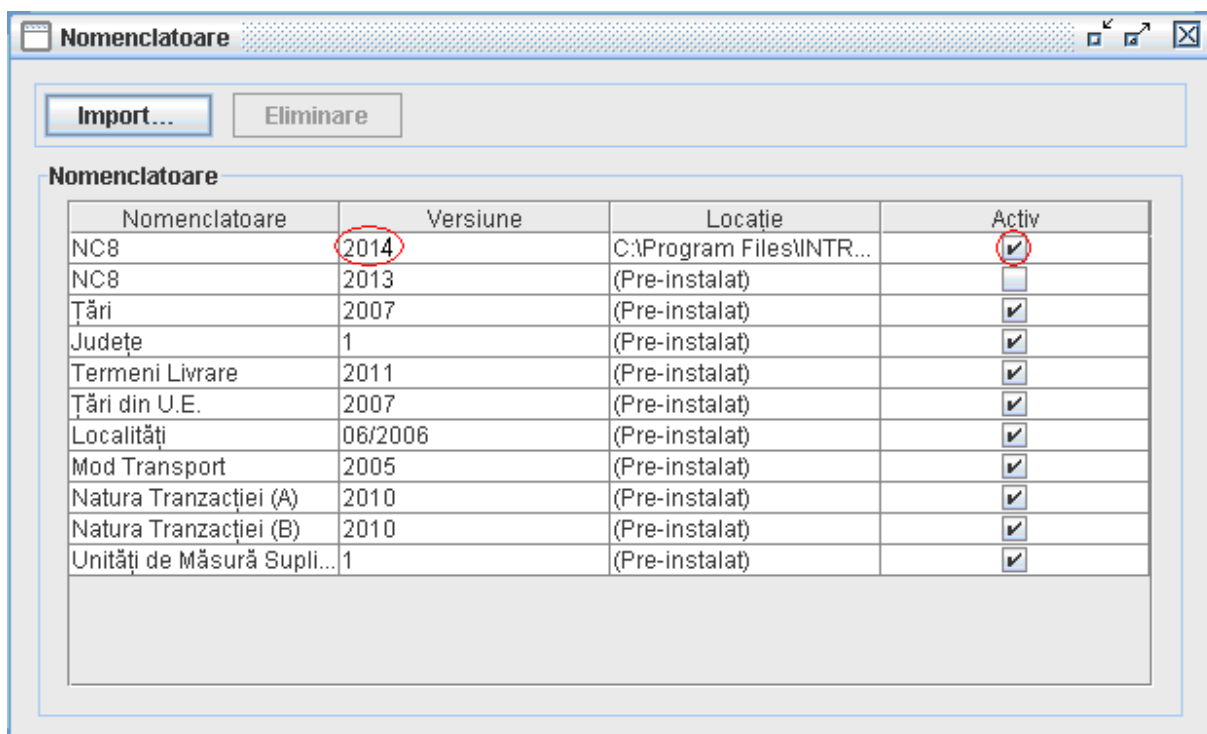 Nomenclatoare
Import... Eliminare
Nomenclatoare
Nomenclatoare Versiune Locație Activ
NC8 2014 C:\Program Files\INTR...
NC8 2013 (Pre-instalat)
Țări 2007 (Pre-instalat)
Județe 1 (Pre-instalat)
Termeni Livrare 2011 (Pre-instalat)
Țări din U.E. 2007 (Pre-instalat)
Localități 06/2006 (Pre-instalat)
Mod Transport 2005 (Pre-instalat)
Natura Tranzacției (A) 2010 (Pre-instalat)
Natura Tranzacției (B) 2010 (Pre-instalat)
Unități de Măsură Supli... 1 (Pre-instalat)